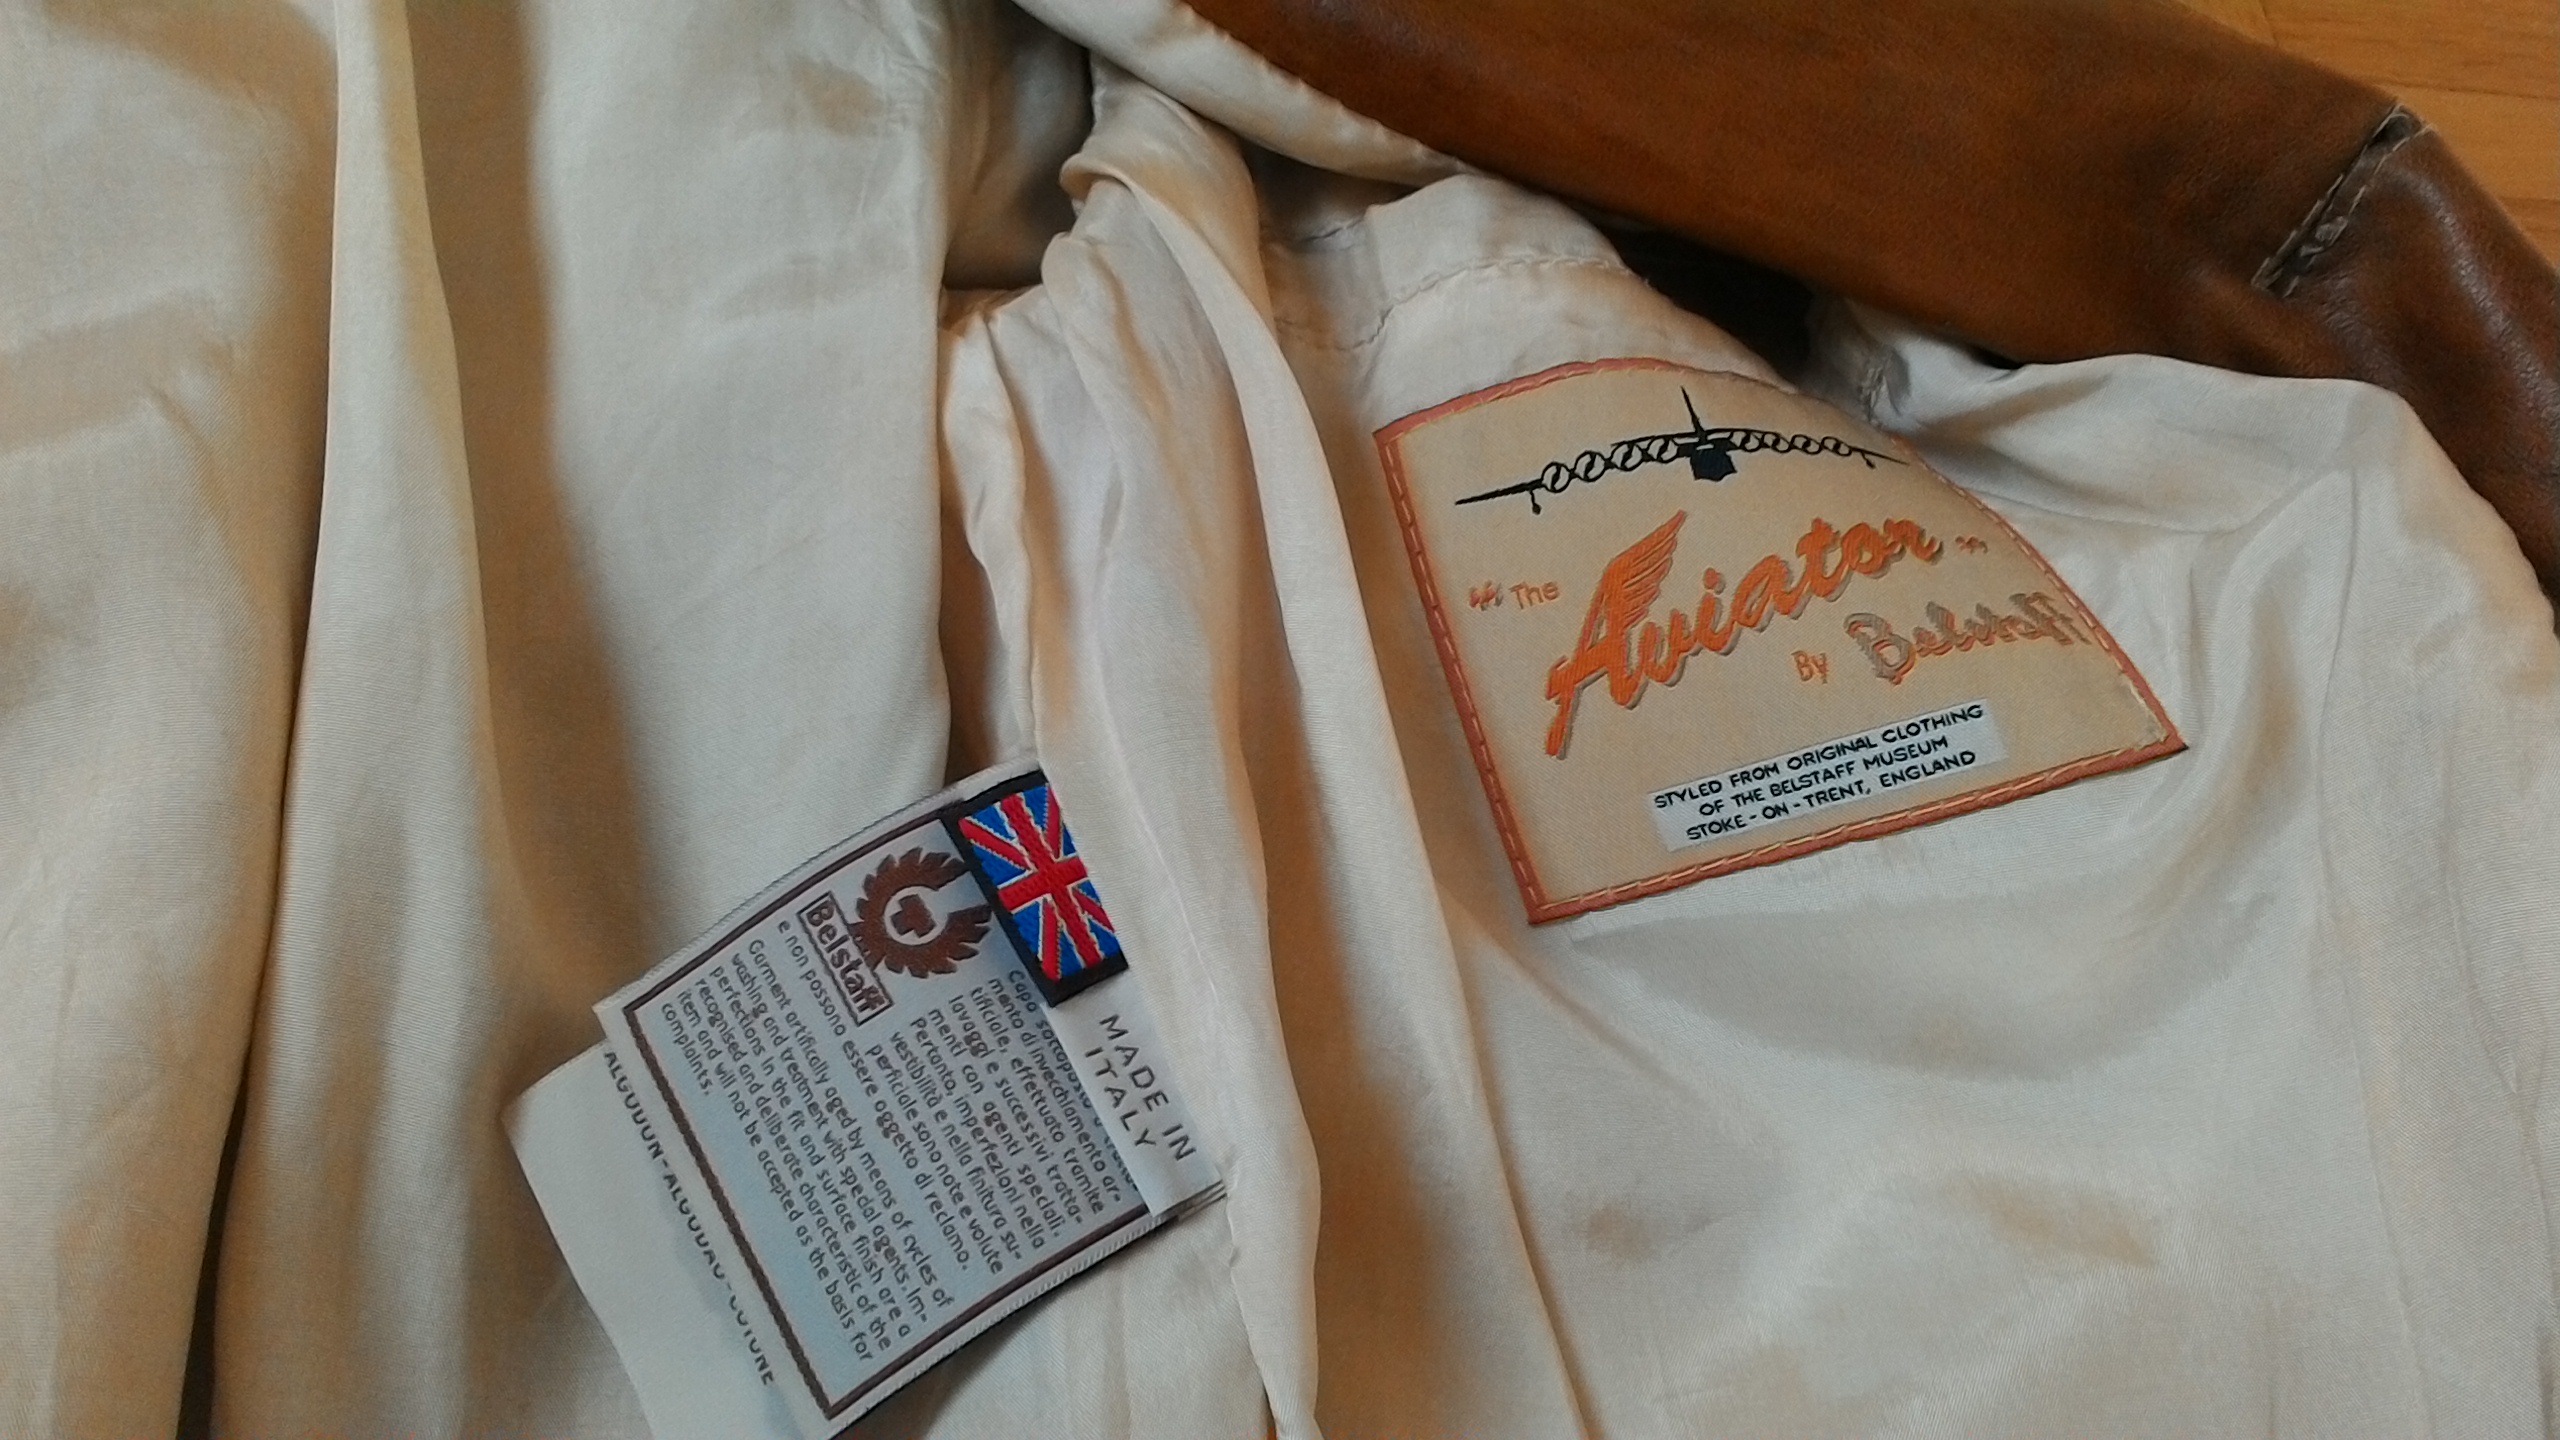 "The Aviator"
By Belstaff
STYLED FROM ORIGINAL CLOTHING
OF THE BELSTAFF MUSEUM
STOKE-ON-TRENT, ENGLAND
MADE IN
ITALY
Belstaff
Capo sottoposto a
mento di invecchiamento ar-
tificiale, effettuato tramite
lavaggi e successivi tratta-
menti con agenti speciali.
Pertanto, imperfezioni nella
vestibilità e nella finitura su-
perficiale sono note e volute
e non possono essere oggetto di reclamo.
Garment artificially aged by means of cycles of
washing and treatment with special agents. Im-
perfections in the fit and surface finish are a
recognised and deliberate characteristic of the
item and will not be accepted as the basis for
complaints.